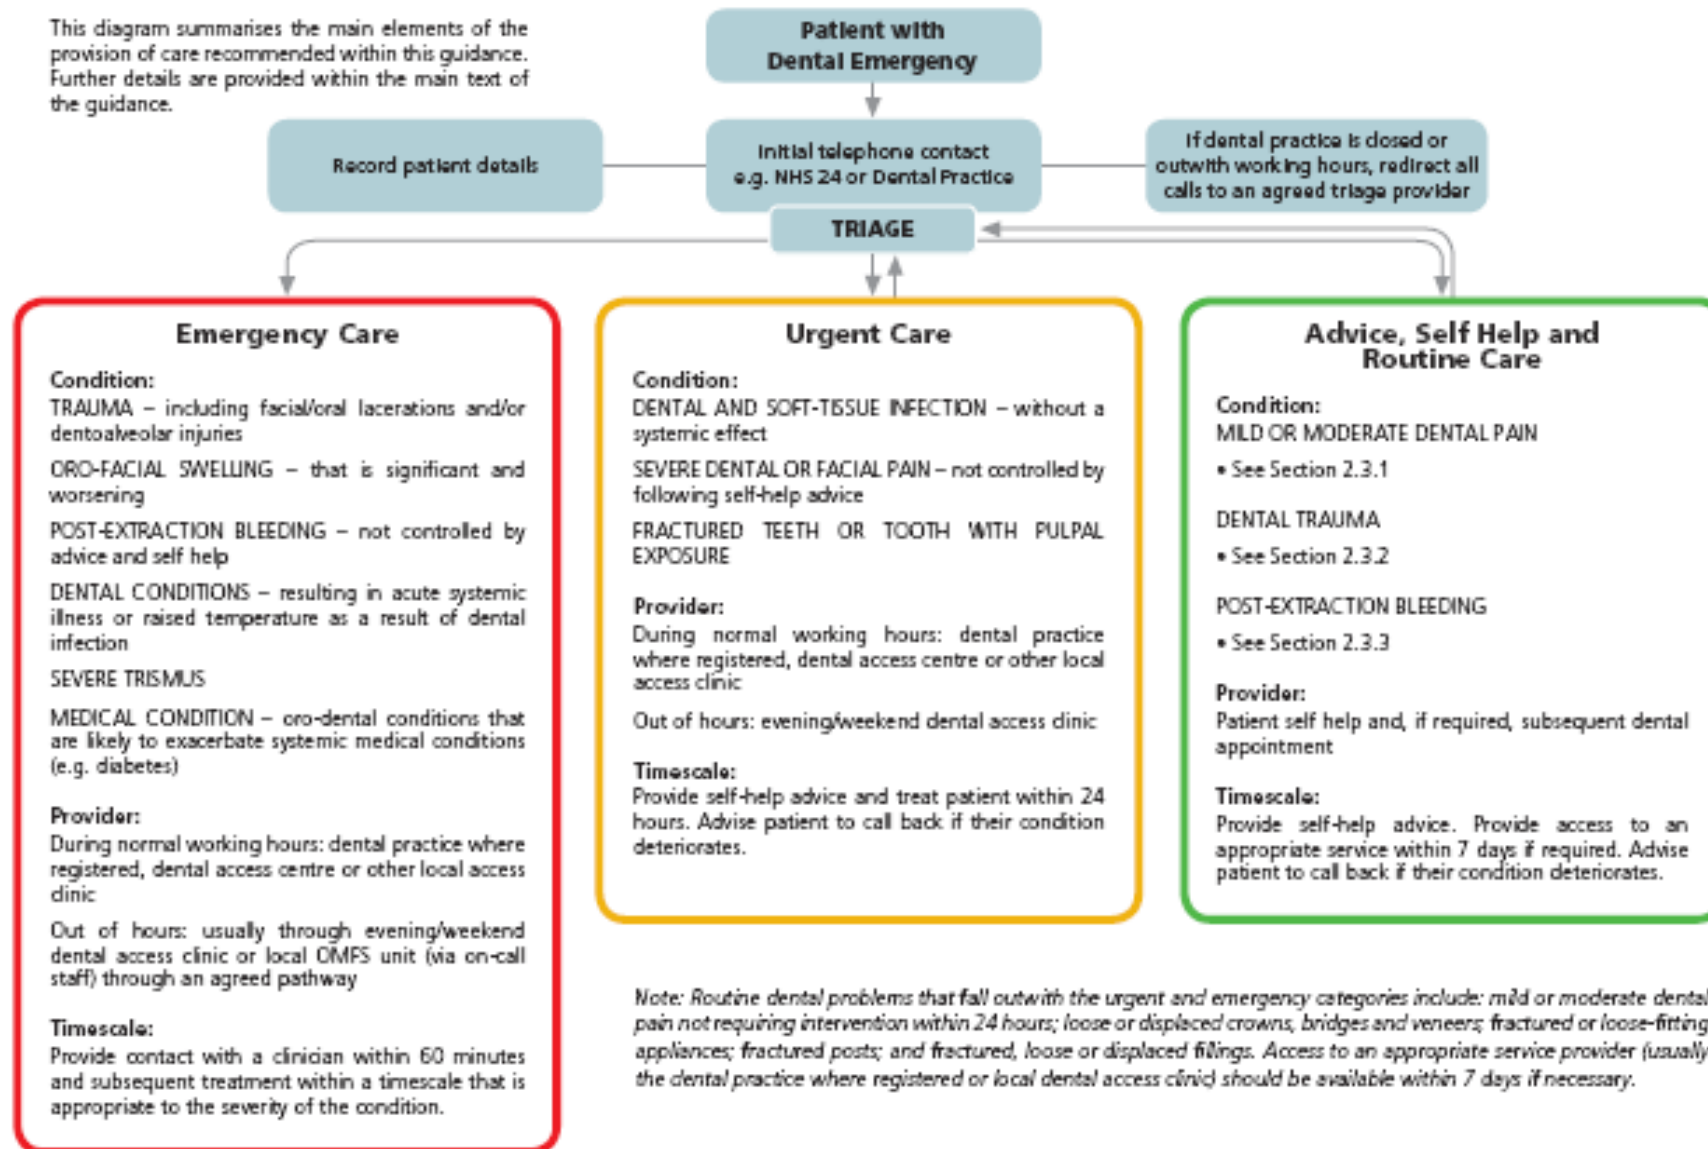 This diagram summarises the main elements of the
provision of care recommended within this guidance.
Further details are provided within the main text of
the guidance.
Patient with
Dental Emergency
Record patient details
Initial telephone contact
e.g. NHS 24 or Dental Practice
If dental practice is closed or
outwith working hours, redirect all
calls to an agreed triage provider
TRIAGE
Emergency Care
Condition:
TRAUMA – including facial/oral lacerations and/or
dentoalveolar injuries
ORO-FACIAL SWELLING – that is significant and
worsening
POST-EXTRACTION BLEEDING – not controlled by
advice and self help
DENTAL CONDITIONS – resulting in acute systemic
illness or raised temperature as a result of dental
infection
SEVERE TRISMUS
MEDICAL CONDITION – oro-dental conditions that
are likely to exacerbate systemic medical conditions
(e.g. diabetes)
Provider:
During normal working hours: dental practice where
registered, dental access centre or other local access
clinic
Out of hours: usually through evening/weekend
dental access clinic or local OMFS unit (via on-call
staff) through an agreed pathway
Timescale:
Provide contact with a clinician within 60 minutes
and subsequent treatment within a timescale that is
appropriate to the severity of the condition.
Urgent Care
Condition:
DENTAL AND SOFT-TISSUE INFECTION – without a
systemic effect
SEVERE DENTAL OR FACIAL PAIN – not controlled by
following self-help advice
FRACTURED TEETH OR TOOTH WITH PULPAL
EXPOSURE
Provider:
During normal working hours: dental practice
where registered, dental access centre or other local
access clinic
Out of hours: evening/weekend dental access clinic
Timescale:
Provide self-help advice and treat patient within 24
hours. Advise patient to call back if their condition
deteriorates.
Advice, Self Help and
Routine Care
Condition:
MILD OR MODERATE DENTAL PAIN
• See Section 2.3.1
DENTAL TRAUMA
• See Section 2.3.2
POST-EXTRACTION BLEEDING
• See Section 2.3.3
Provider:
Patient self help and, if required, subsequent dental
appointment
Timescale:
Provide self-help advice. Provide access to an
appropriate service within 7 days if required. Advise
patient to call back if their condition deteriorates.
Note: Routine dental problems that fall outwith the urgent and emergency categories include: mild or moderate dental
pain not requiring intervention within 24 hours; loose or displaced crowns, bridges and veneers; fractured or loose-fitting
appliances; fractured posts; and fractured, loose or displaced fillings. Access to an appropriate service provider (usually
the dental practice where registered or local dental access clinic) should be available within 7 days if necessary.